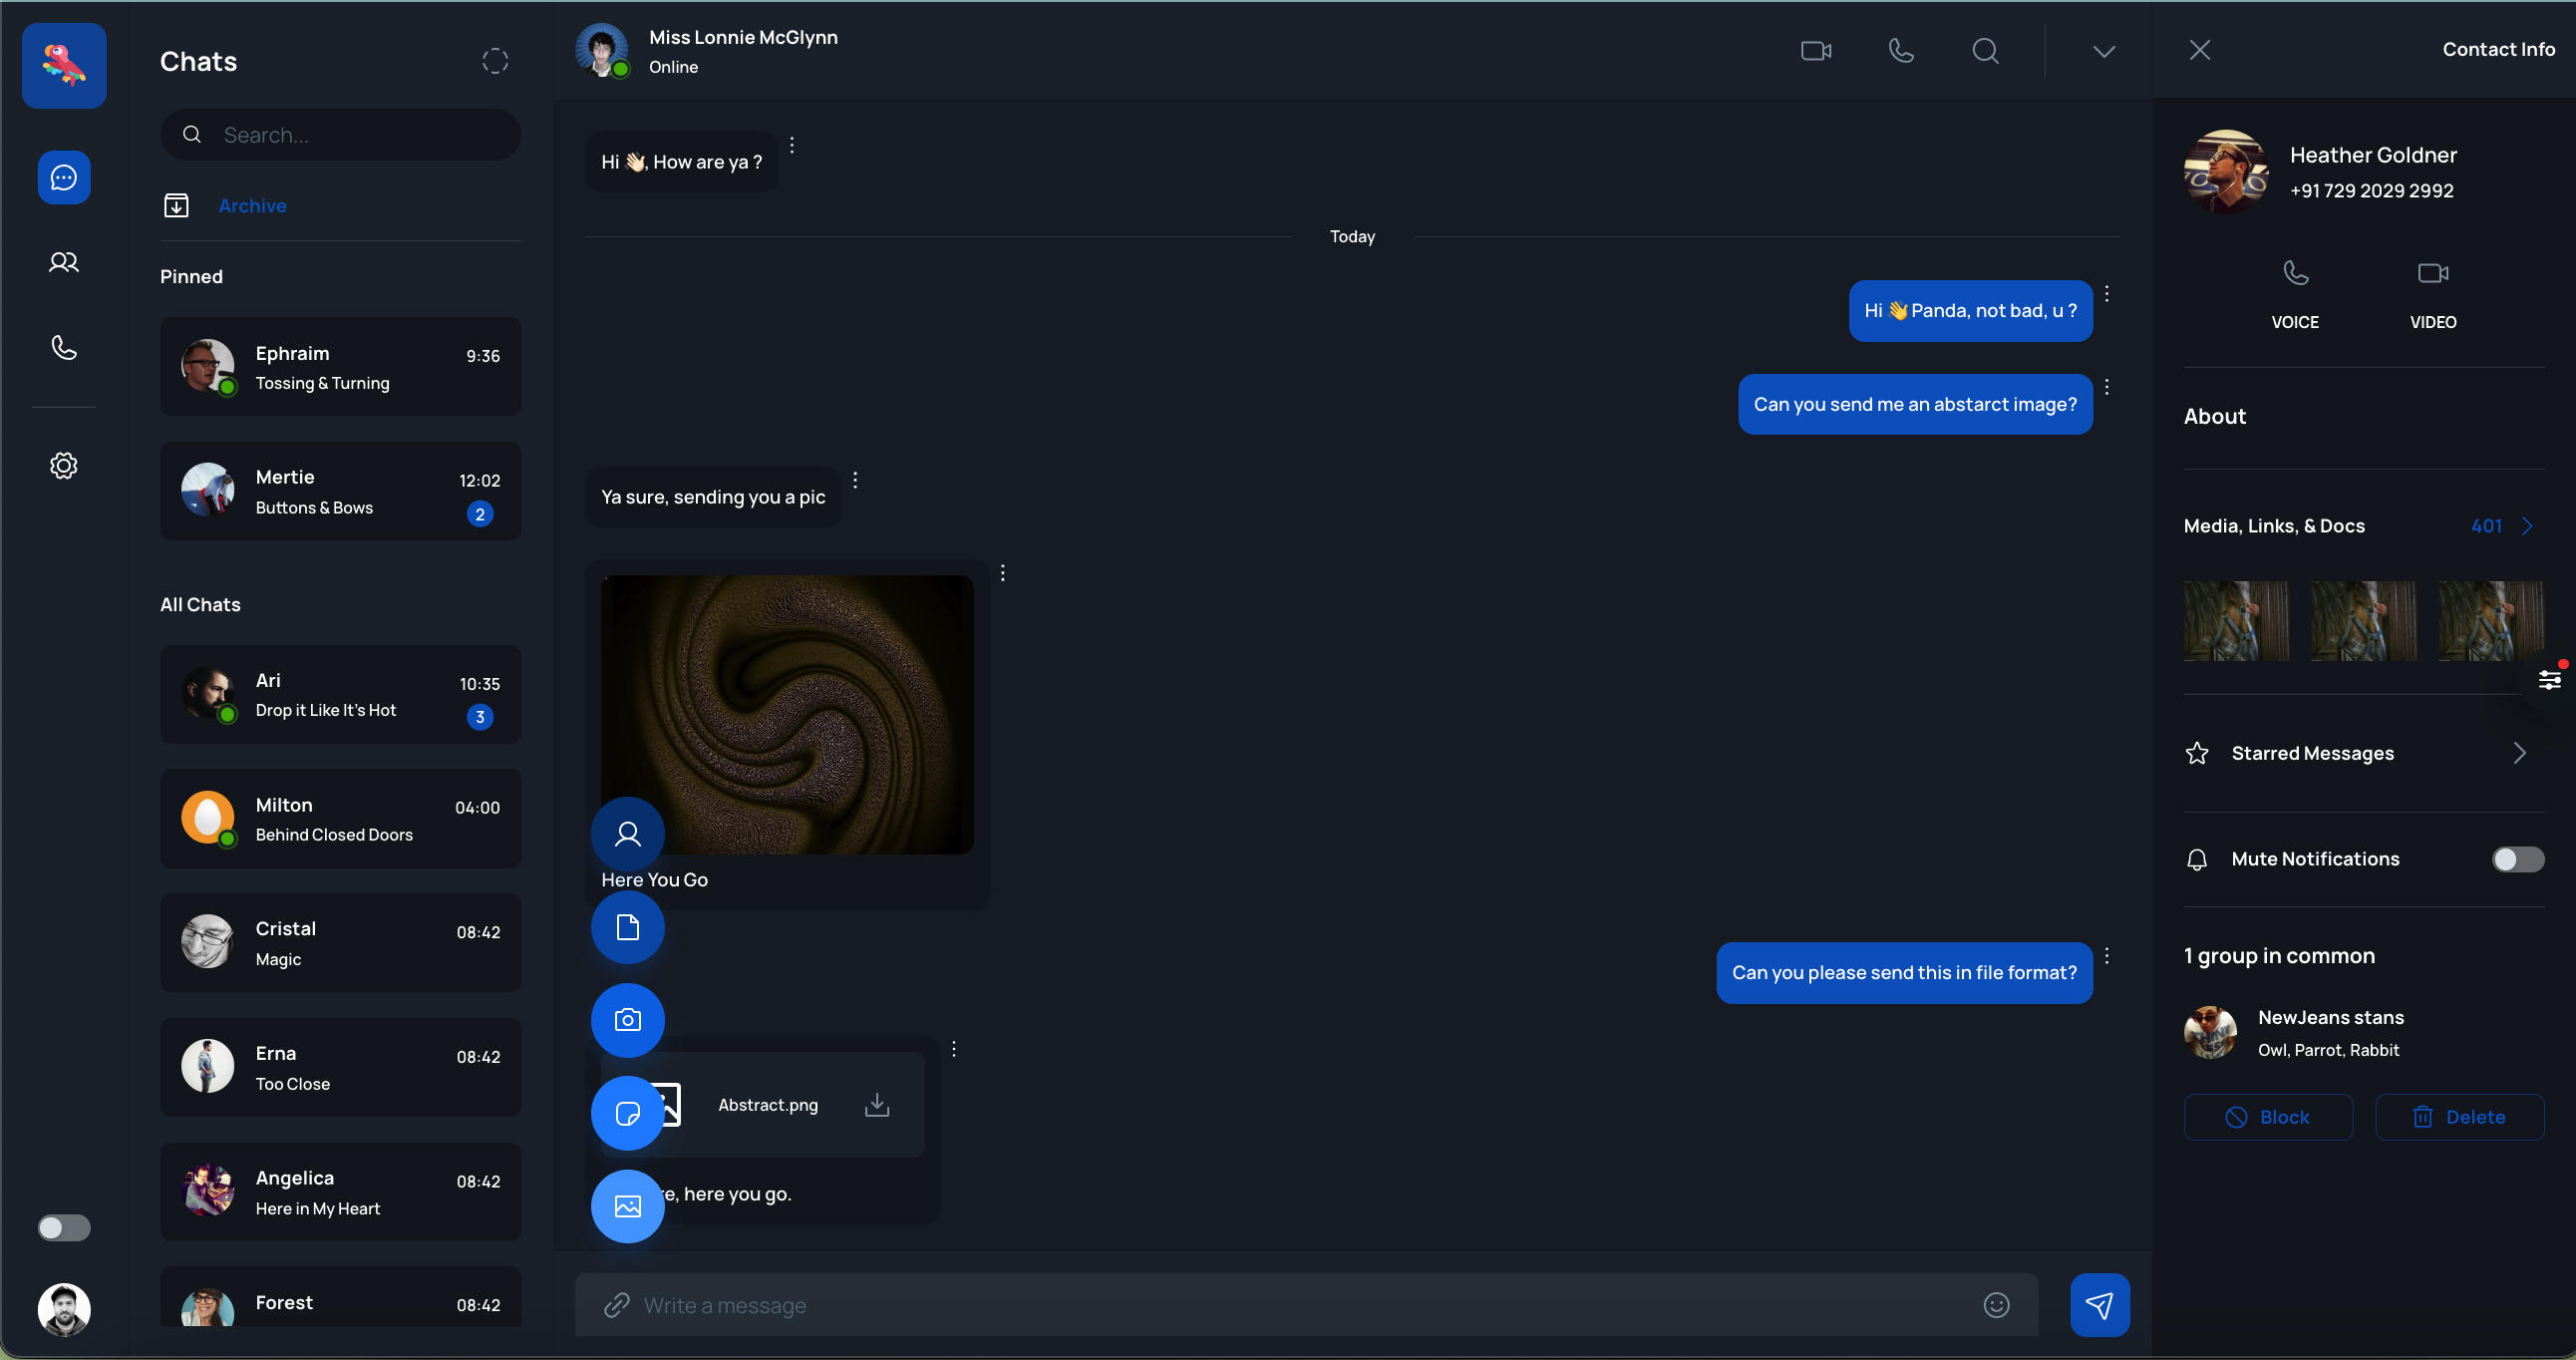 Chats
Search...
Archive
Pinned
Ephraim
9:36
Tossing & Turning
Mertie
12:02
Buttons & Bows
2
All Chats
Ari
10:35
Drop it Like It's Hot
3
Milton
04:00
Behind Closed Doors
Cristal
08:42
Magic
Erna
08:42
Too Close
Angelica
08:42
Here in My Heart
Forest
08:42
Miss Lonnie McGlynn
Online
Hi 👋🏻, How are ya ?
Today
Hi 👋 Panda, not bad, u ?
Can you send me an abstarct image?
Ya sure, sending you a pic
Here You Go
Can you please send this in file format?
Abstract.png
here you go.
Write a message
Contact Info
Heather Goldner
+91 729 2029 2992
VOICE
VIDEO
About
Media, Links, & Docs
401
Starred Messages
Mute Notifications
1 group in common
NewJeans stans
Owl, Parrot, Rabbit
Block
Delete